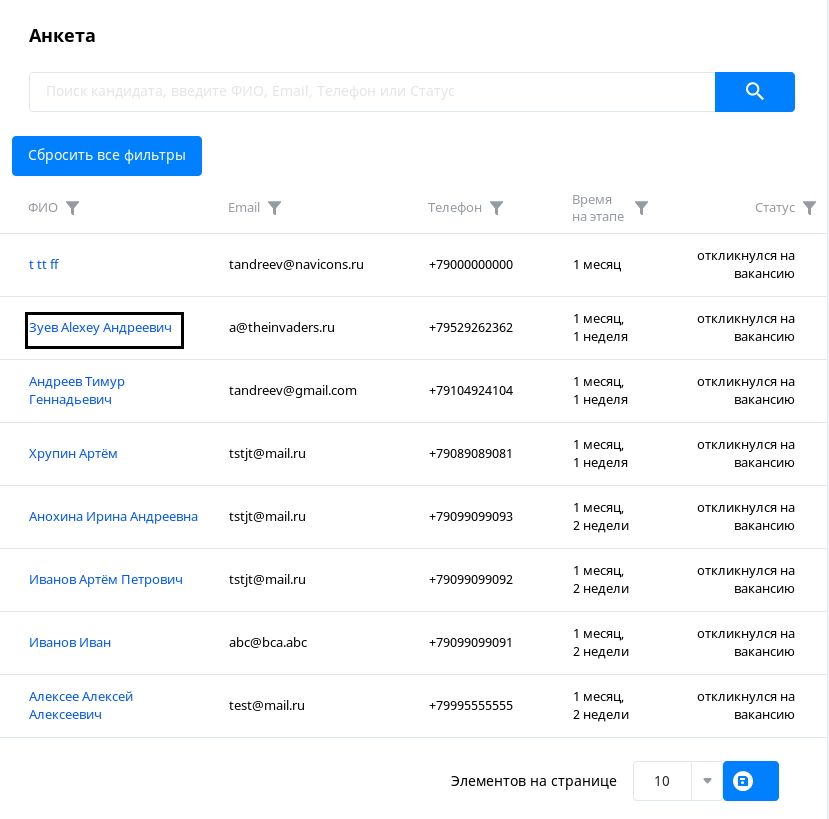 Анкета
Поиск кандидата, введите ФИО, Email, Телефон или Статус
Сбросить все фильтры
ФИО Email Телефон Время на этапе Статус
t tt ff tandreev@navicons.ru +79000000000 1 месяц откликнулся на вакансию
Зуев Alexey Андреевич a@theinvaders.ru +79529262362 1 месяц, 1 неделя откликнулся на вакансию
Андреев Тимур Геннадьевич tandreev@gmail.com +79104924104 1 месяц, 1 неделя откликнулся на вакансию
Хрупин Артём tstjt@mail.ru +79089089081 1 месяц, 1 неделя откликнулся на вакансию
Анохина Ирина Андреевна tstjt@mail.ru +79099099093 1 месяц, 2 недели откликнулся на вакансию
Иванов Артём Петрович tstjt@mail.ru +79099099092 1 месяц, 2 недели откликнулся на вакансию
Иванов Иван abc@bca.abc +79099099091 1 месяц, 2 недели откликнулся на вакансию
Алексее Алексей Алексеевич test@mail.ru +79995555555 1 месяц, 2 недели откликнулся на вакансию
Элементов на странице 10